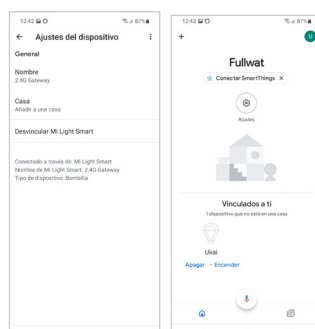 12:42
87%
Ajustes del dispositivo
General
Nombre
2.4G Gateway
Casa
Añadir a una casa
Desvincular Mi Light Smart
Conectado a través de: Mi Light Smart
Nombre de Mi Light Smart: 2.4G Gateway
Tipo de dispositivo: Bombilla
12:43
87%
U
Fullwat
Conectar SmartThings
Ajustes
Vinculados a ti
1 dispositivo que no está en una casa
Ukai
Apagar • Encender